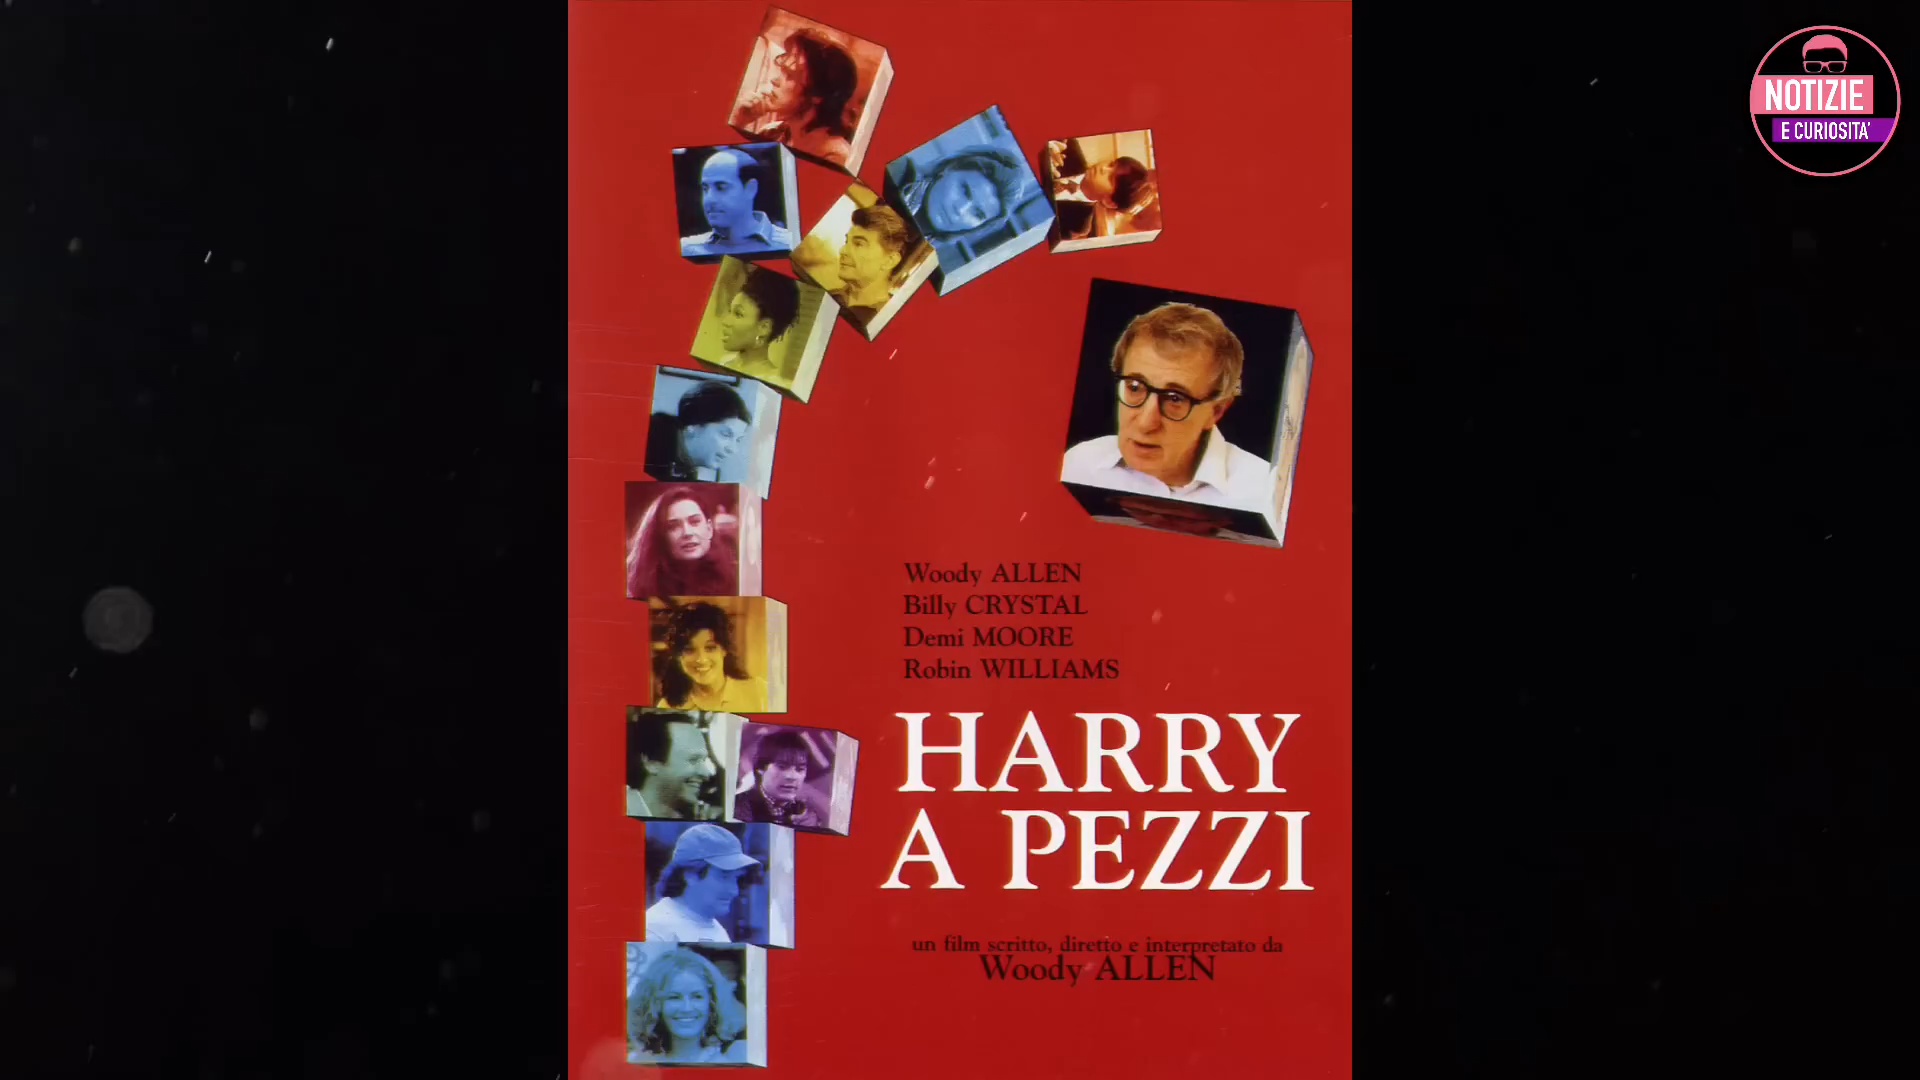 NOTIZIE
E CURIOSITA'
Woody ALLEN
Billy CRYSTAL
Demi MOORE
Robin WILLIAMS
HARRY
A PEZZI
un film scritto, diretto e interpretato da
Woody ALLEN